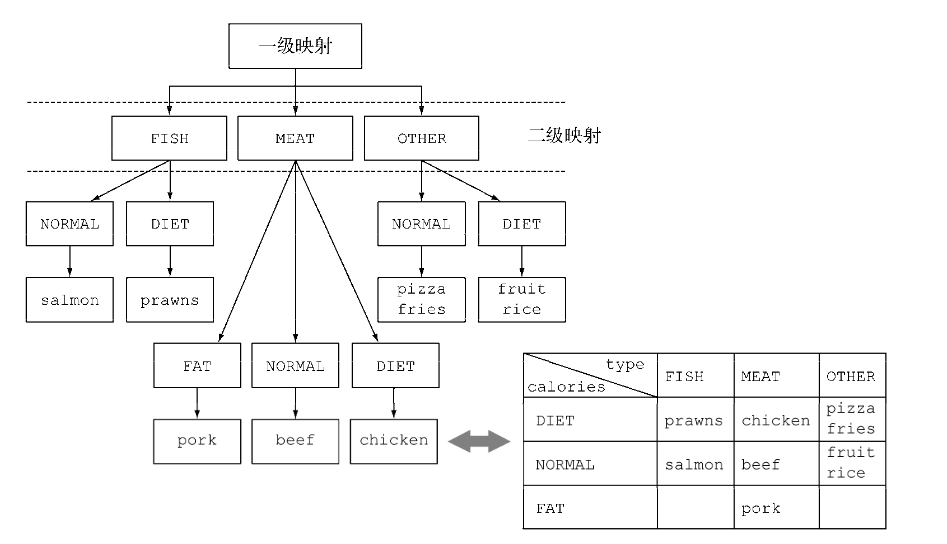 一级映射
FISH
MEAT
OTHER
二级映射
NORMAL
DIET
NORMAL
DIET
salmon
prawns
pizza
fries
fruit
rice
FAT
NORMAL
DIET
pork
beef
chicken
type
calories
FISH
MEAT
OTHER
DIET
prawns
chicken
pizza
fries
NORMAL
salmon
beef
fruit
rice
FAT
pork